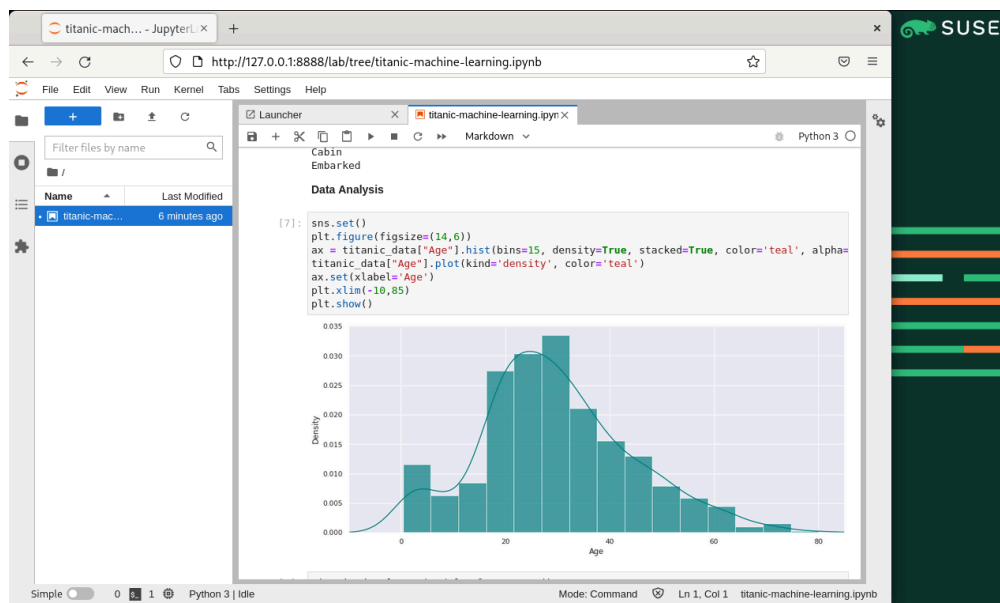 titanic-mach... - JupyterL
SUSE
http://127.0.0.1:8888/lab/tree/titanic-machine-learning.ipynb
File Edit View Run Kernel Tabs Settings Help
Launcher
titanic-machine-learning.ipyn
Filter files by name
Markdown
Python 3
/
Name
Last Modified
titanic-mac...
6 minutes ago
Cabin
Embarked
Data Analysis
[7]:
sns.set()
plt.figure(figsize=(14,6))
ax = titanic_data["Age"].hist(bins=15, density=True, stacked=True, color='teal', alpha=
titanic_data["Age"].plot(kind='density', color='teal')
ax.set(xlabel='Age')
plt.xlim(-10,85)
plt.show()
0.035
0.030
0.025
0.020
0.015
0.010
0.005
0.000
Density
0 20 40 60 80
Age
Simple
0
1
Python 3 | Idle
Mode: Command
Ln 1, Col 1
titanic-machine-learning.ipynb